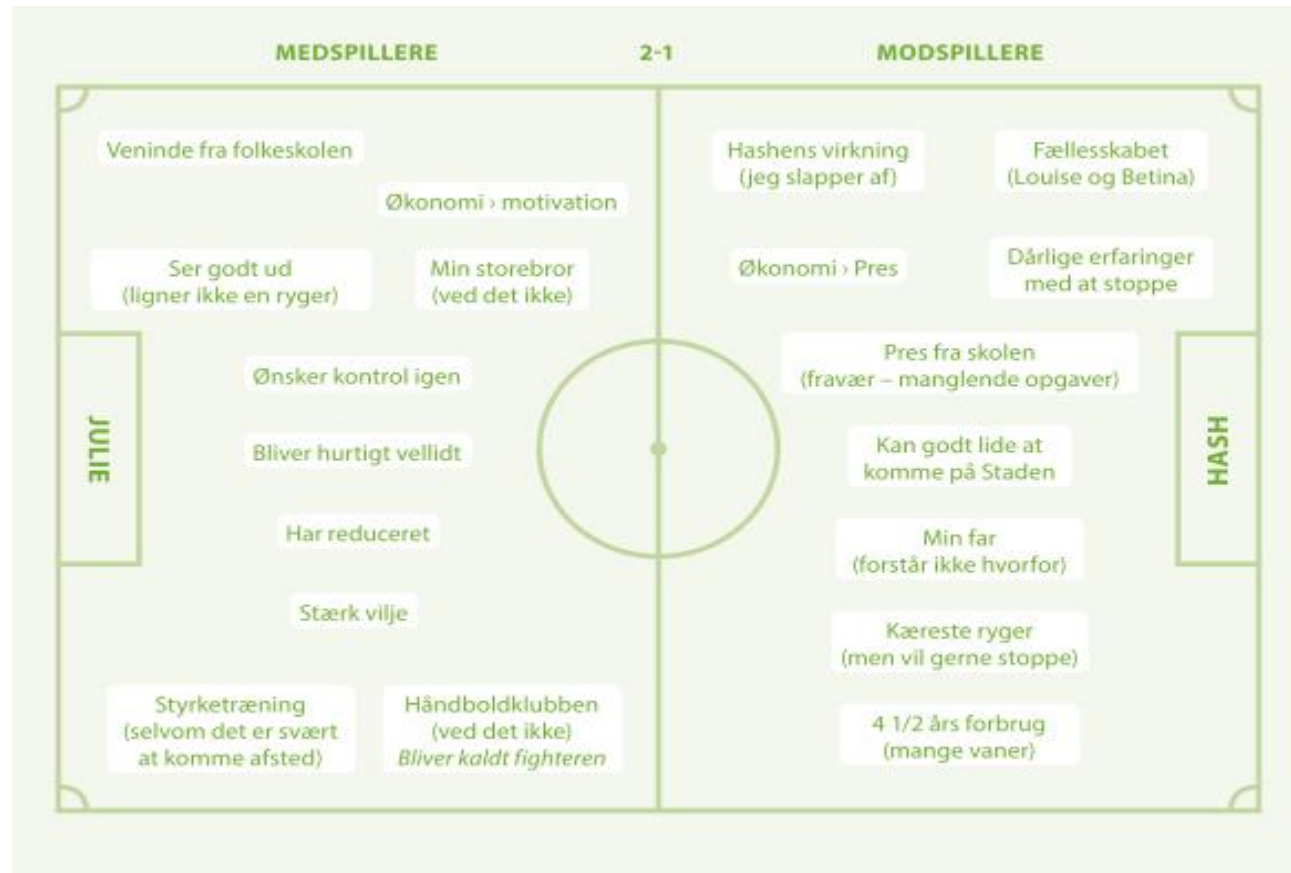 MEDSPILLERE 2-1 MODSPILLERE
JULIE
Veninde fra folkeskolen
Økonomi › motivation
Ser godt ud
(ligner ikke en ryger)
Min storebror
(ved det ikke)
Ønsker kontrol igen
Bliver hurtigt vellidt
Har reduceret
Stærk vilje
Styrketræning
(selvom det er svært
at komme afsted)
Håndboldklubben
(ved det ikke)
Bliver kaldt fighteren
Hashens virkning
(jeg slapper af)
Fællesskabet
(Louise og Betina)
Økonomi › Pres
Dårlige erfaringer
med at stoppe
Pres fra skolen
(fravær – manglende opgaver)
Kan godt lide at
komme på Staden
Min far
(forstår ikke hvorfor)
Kæreste ryger
(men vil gerne stoppe)
4 1/2 års forbrug
(mange vaner)
HASH